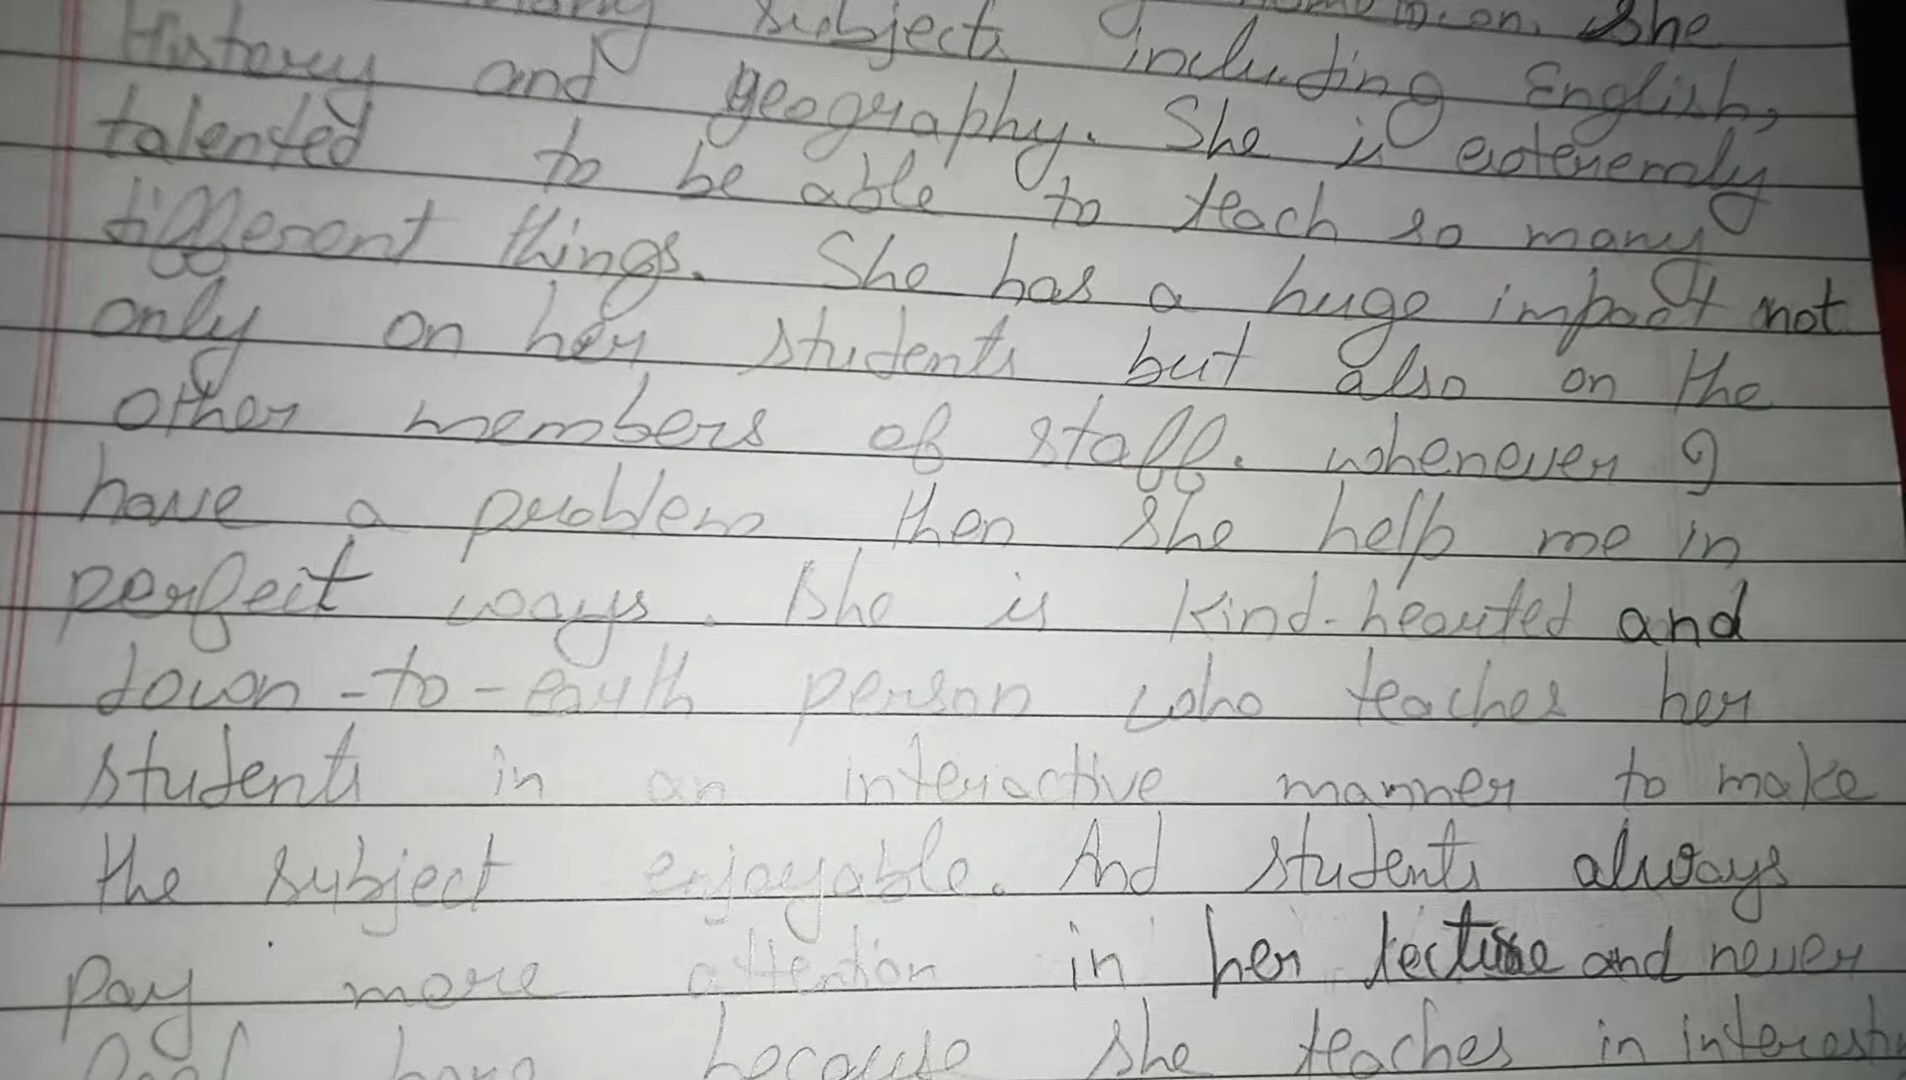 subject including English,
History and geography. She is exteremly
talented to be able to teach so many
different things. She has a huge impact not
only on her students but also on the
other members of staff. whenever I
have a problem then she help me in
perfect ways. She is kind-hearted and
down-to-earth person who teaches her
students in an interactive manner to make
the subject enjoyable. And students always
pay more attention in her lecture and never
because she teaches in